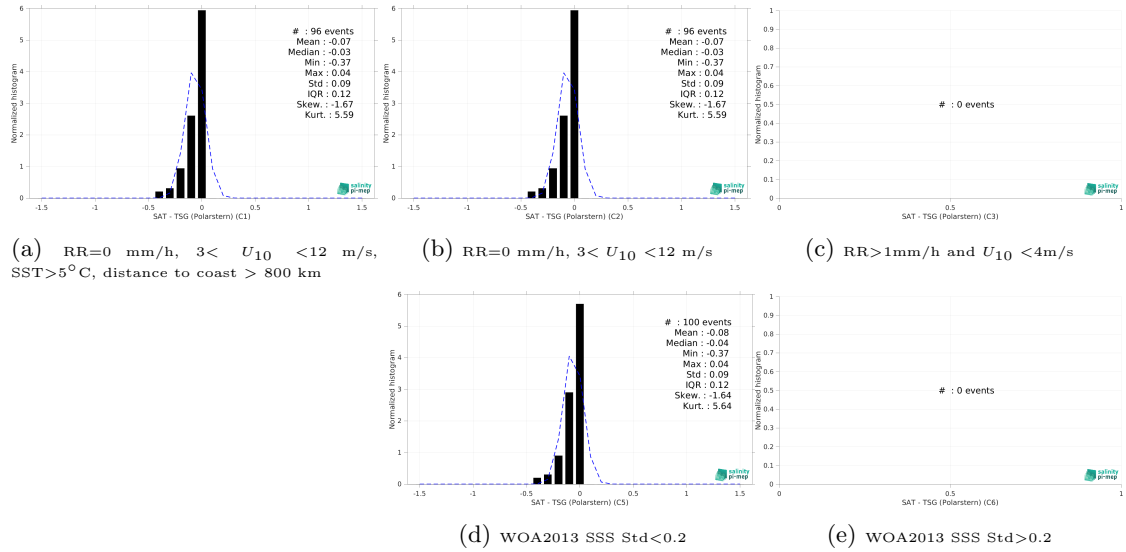 6
5
4
3
2
1
0
Normalized histogram
# : 96 events
Mean : -0.07
Median : -0.03
Min : -0.37
Max : 0.04
Std : 0.09
IQR : 0.12
Skew. : -1.67
Kurt. : 5.59
salinity
pi-mep
-1.5 -1 -0.5 0 0.5 1 1.5
SAT - TSG (Polarstern) (C1)
(a) RR=0 mm/h, 3< U10 <12 m/s,
SST>5°C, distance to coast > 800 km
6
5
4
3
2
1
0
Normalized histogram
# : 96 events
Mean : -0.07
Median : -0.03
Min : -0.37
Max : 0.04
Std : 0.09
IQR : 0.12
Skew. : -1.67
Kurt. : 5.59
salinity
pi-mep
-1.5 -1 -0.5 0 0.5 1 1.5
SAT - TSG (Polarstern) (C2)
(b) RR=0 mm/h, 3< U10 <12 m/s
1
0.9
0.8
0.7
0.6
0.5
0.4
0.3
0.2
0.1
0
Normalized histogram
# : 0 events
salinity
pi-mep
0 0.5 1
SAT - TSG (Polarstern) (C3)
(c) RR>1mm/h and U10 <4m/s
6
5
4
3
2
1
0
Normalized histogram
# : 100 events
Mean : -0.08
Median : -0.04
Min : -0.37
Max : 0.04
Std : 0.09
IQR : 0.12
Skew. : -1.64
Kurt. : 5.64
salinity
pi-mep
-1.5 -1 -0.5 0 0.5 1 1.5
SAT - TSG (Polarstern) (C5)
(d) WOA2013 SSS Std<0.2
1
0.9
0.8
0.7
0.6
0.5
0.4
0.3
0.2
0.1
0
Normalized histogram
# : 0 events
salinity
pi-mep
0 0.5 1
SAT - TSG (Polarstern) (C6)
(e) WOA2013 SSS Std>0.2